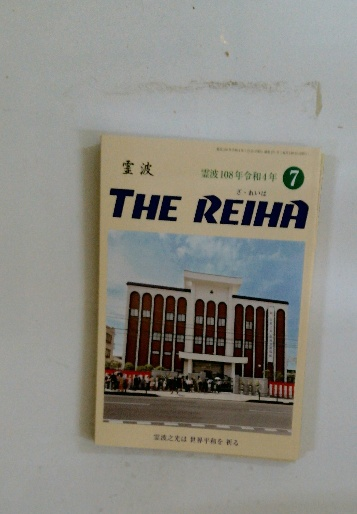 霊波
霊波108年令和4年 7
ざ・れいは
THE REIHA
霊波之光は 世界平和を 祈る